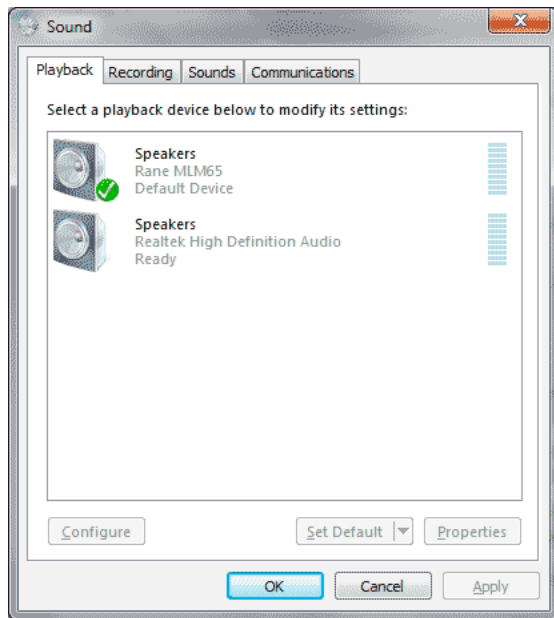 Sound
Playback Recording Sounds Communications
Select a playback device below to modify its settings:
Speakers
Rane MLM65
Default Device
Speakers
Realtek High Definition Audio
Ready
Configure Set Default Properties
OK Cancel Apply